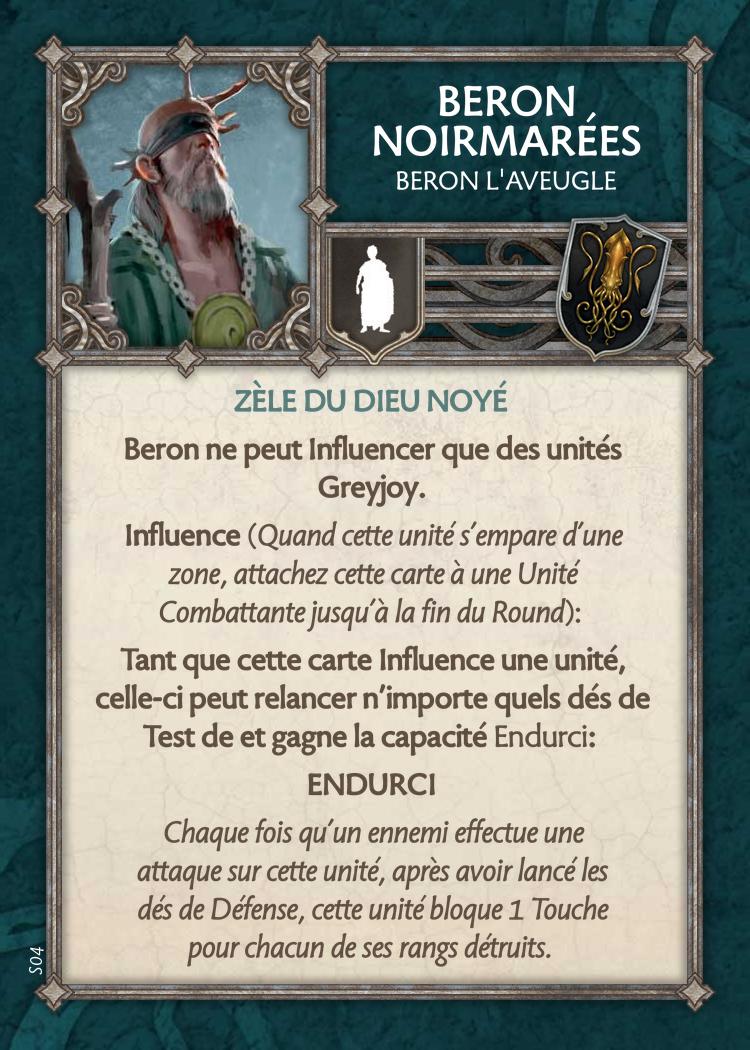 BERON
NOIRMARÉES
BERON L'AVEUGLE
ZÈLE DU DIEU NOYÉ
Beron ne peut Influencer que des unités
Greyjoy.
Influence (Quand cette unité s'empare d'une
zone, attachez cette carte à une Unité
Combattante jusqu'à la fin du Round):
Tant que cette carte Influence une unité,
celle-ci peut relancer n'importe quels dés de
Test de et gagne la capacité Endurci:
ENDURCI
Chaque fois qu'un ennemi effectue une
attaque sur cette unité, après avoir lancé les
dés de Défense, cette unité bloque 1 Touche
pour chacun de ses rangs détruits.
S04